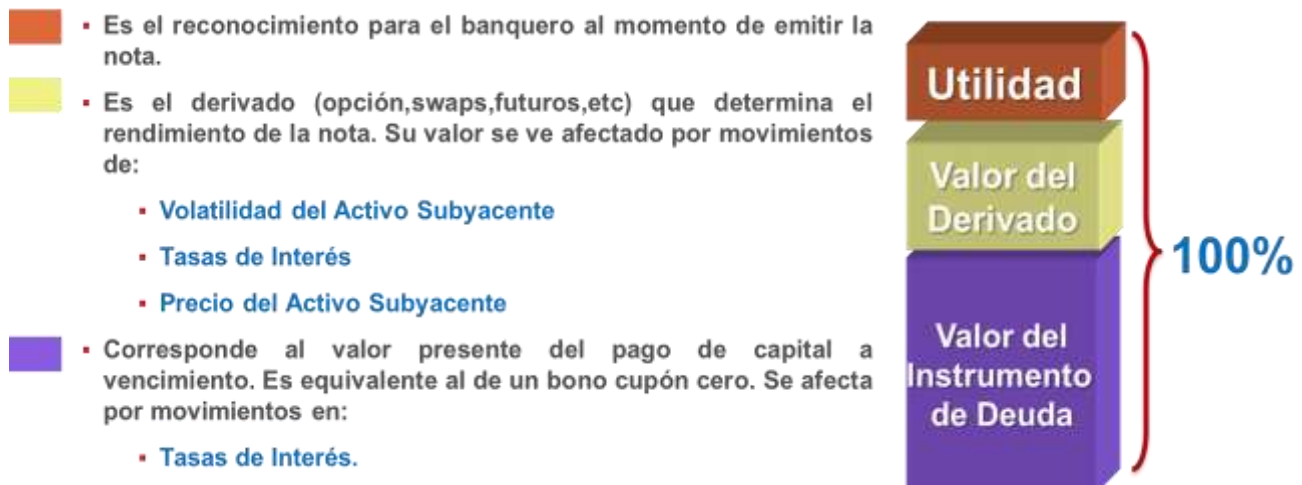 ▪ Es el reconocimiento para el banquero al momento de emitir la
nota.
▪ Es el derivado (opción,swaps,futuros,etc) que determina el
rendimiento de la nota. Su valor se ve afectado por movimientos
de:
▪ Volatilidad del Activo Subyacente
▪ Tasas de Interés
▪ Precio del Activo Subyacente
▪ Corresponde al valor presente del pago de capital a
vencimiento. Es equivalente al de un bono cupón cero. Se afecta
por movimientos en:
▪ Tasas de Interés.
Utilidad
Valor del
Derivado
Valor del
Instrumento
de Deuda
100%